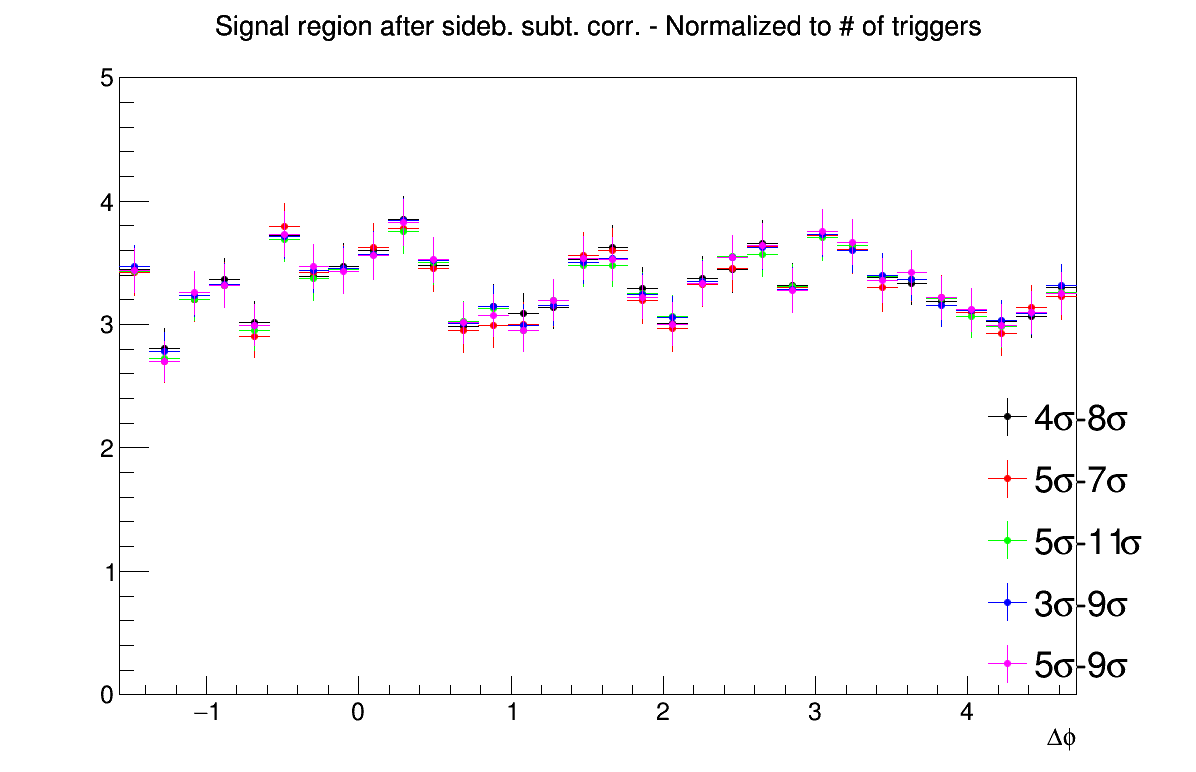 Signal region after sideb. subt. corr. - Normalized to # of triggers
5
4
3
2
1
0
4σ-8σ
5σ-7σ
5σ-11σ
3σ-9σ
5σ-9σ
−1 0 1 2 3 4
Δϕ